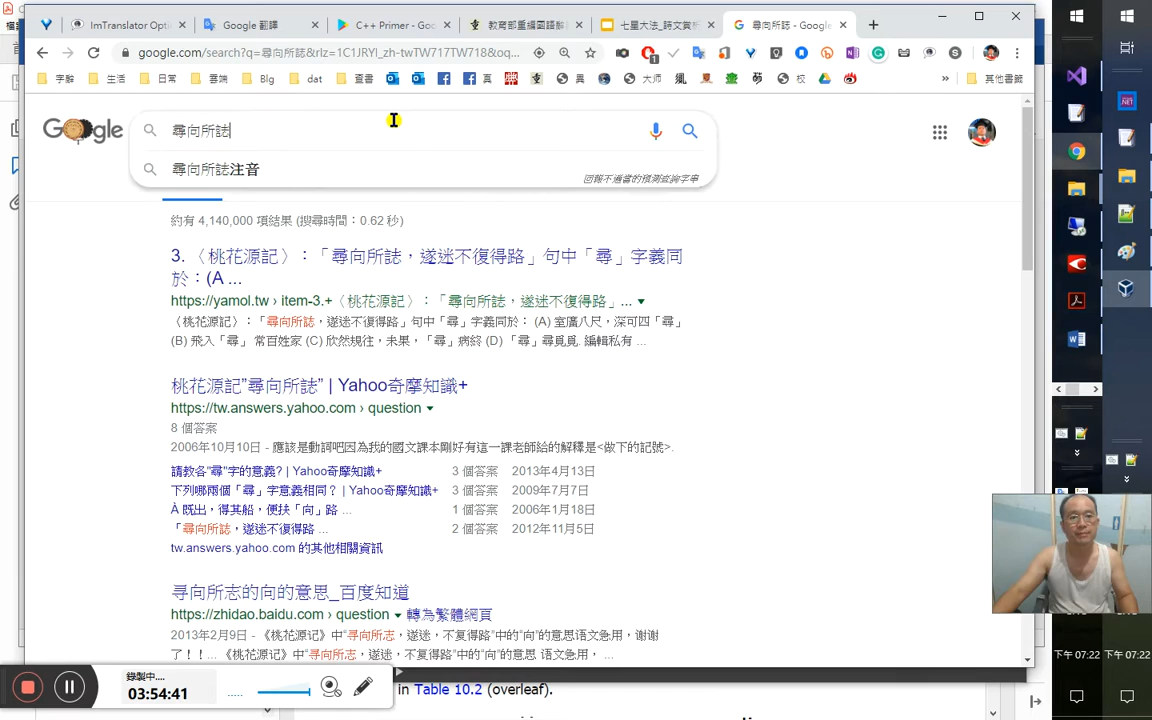 ImTranslator Opti
Google 翻譯
C++ Primer - Goo
教育部重編國語辭
七星大法_時文賞析
尋向所誌 - Google
google.com/search?q=尋向所誌&rlz=1C1JRYI_zh-twTW717TW718&oq...
字辭
生活
日常
雲端
Blg
dat
查書
真
異
大师
校
»
其他書籤
Google
尋向所誌
尋向所誌注音
回報不適當的預測查詢字串
約有 4,140,000 項結果 (搜尋時間：0.62 秒)
3. 〈桃花源記〉：「尋向所誌，遂迷不復得路」句中「尋」字義同
於：(A ...
https://yamol.tw › item-3.+〈桃花源記〉：「尋向所誌，遂迷不復得路」... ▼
〈桃花源記〉：「尋向所誌，遂迷不復得路」句中「尋」字義同於： (A) 室廣八尺，深可四「尋」
(B) 飛入「尋」 常百姓家 (C) 欣然規往，未果，「尋」病終 (D) 「尋」尋覓覓. 編輯私有 ...
桃花源記"尋向所誌" | Yahoo奇摩知識+
https://tw.answers.yahoo.com › question ▼
8 個答案
2006年10月10日 - 應該是動詞吧因為我的國文課本剛好有這一課老師給的解釋是<做下的記號>.
請教各"尋"字的意義? | Yahoo奇摩知識+ 3 個答案 2013年4月13日
下列哪兩個「尋」字意義相同？ | Yahoo奇摩知識+ 3 個答案 2009年7月7日
À 既出，得其船，便扶「向」路 ... 1 個答案 2006年1月18日
「尋向所誌，遂迷不復得路 ... 2 個答案 2012年11月5日
tw.answers.yahoo.com 的其他相關資訊
寻向所志的向的意思_百度知道
https://zhidao.baidu.com › question ▼ 轉為繁體網頁
2013年2月9日 - 《桃花源记》中"寻向所志，遂迷，不复得路"中的"向"的意思语文急用，谢谢
了！！... 《桃花源记》中"寻向所志，遂迷，不复得路"中的"向"的意思 语文急用， ...
錄製中...
03:54:41
in Table 10.2 (overleaf).
下午 07:22
下午 07:22